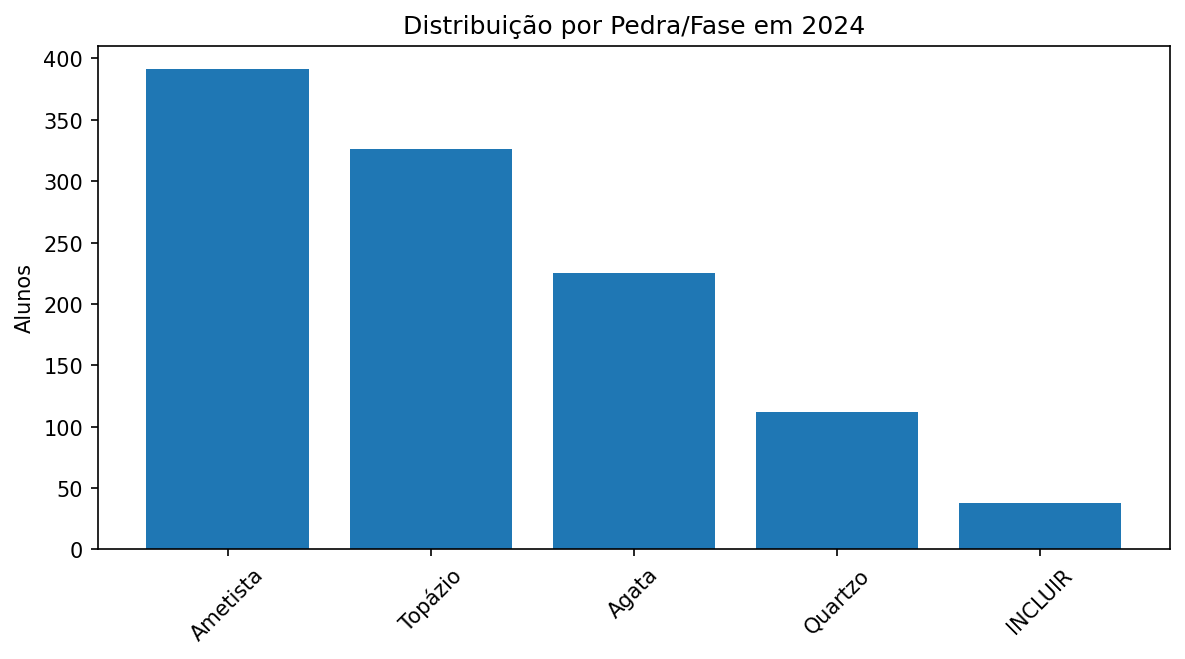 Distribuição por Pedra/Fase em 2024
Alunos
400
350
300
250
200
150
100
50
0
Ametista
Topázio
Agata
Quartzo
INCLUIR